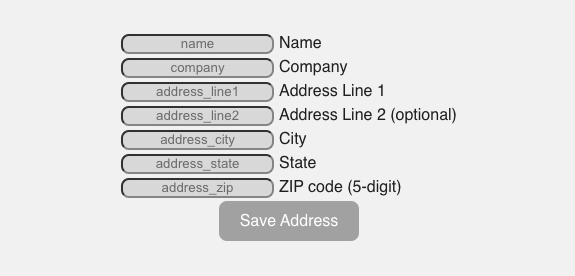 name Name
company Company
address_line1 Address Line 1
address_line2 Address Line 2 (optional)
address_city City
address_state State
address_zip ZIP code (5-digit)
Save Address